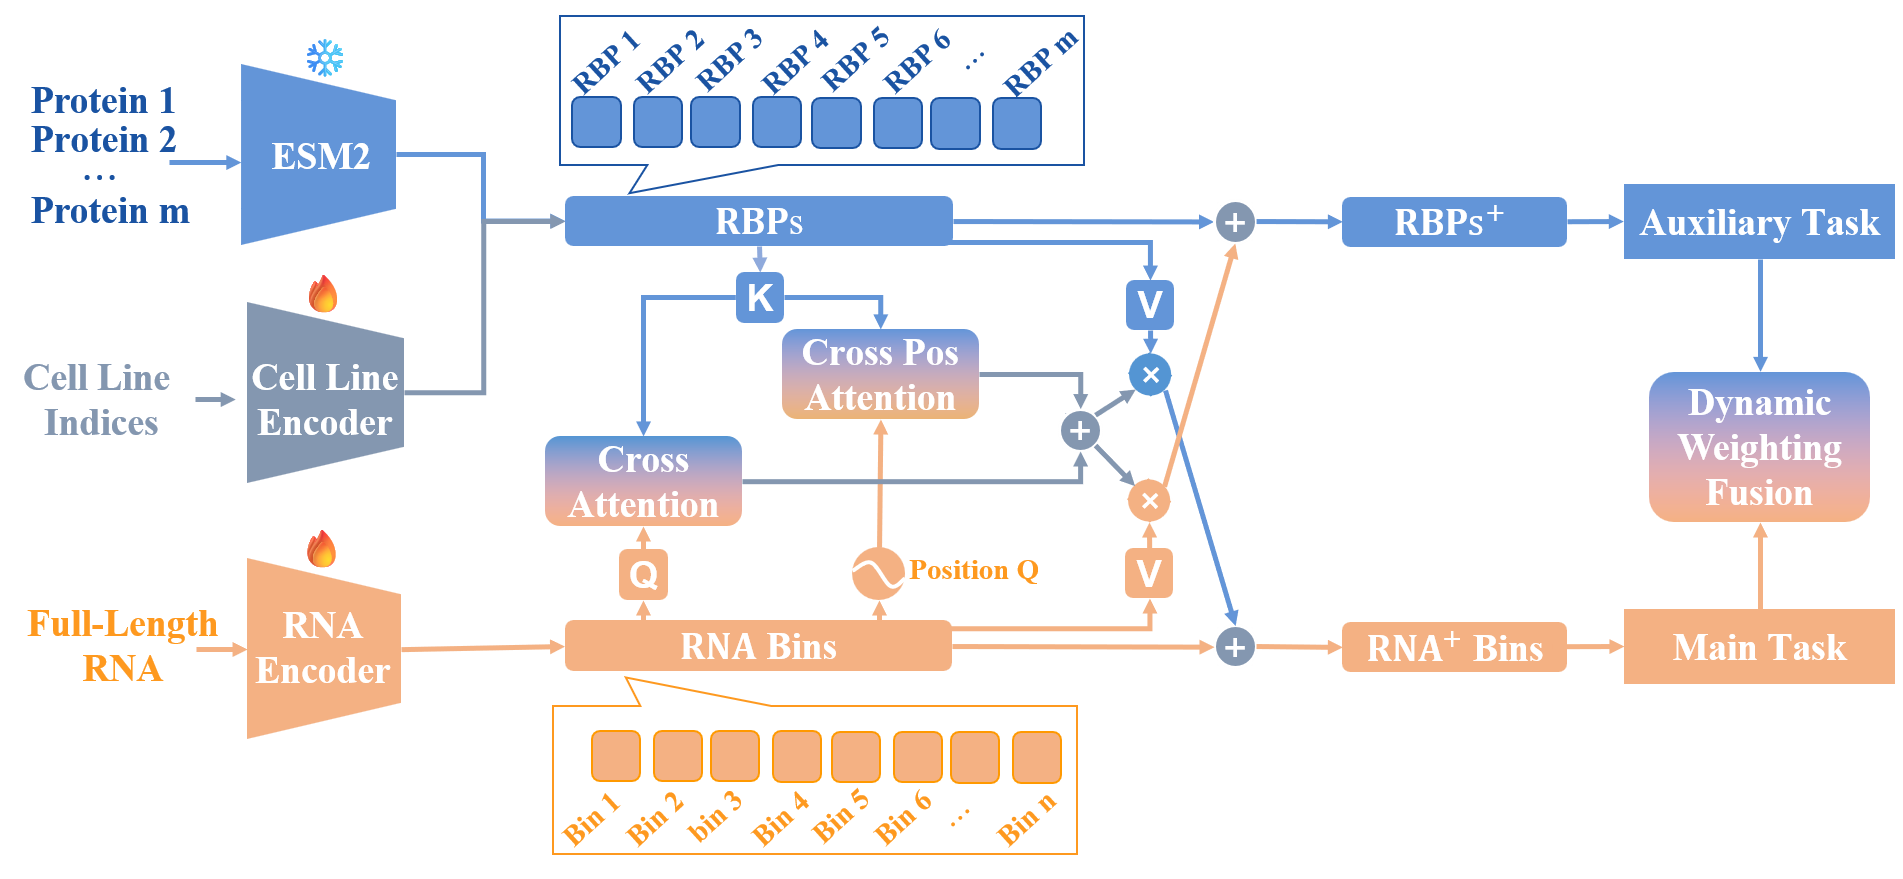 RBP 1
RBP 2
RBP 3
RBP 4
RBP 5
RBP 6
...
RBP m
Protein 1
Protein 2
...
Protein m
ESM2
RBPs
+
RBPs+
Auxiliary Task
K
V
Cell Line
Indices
Cell Line
Encoder
Cross Pos
Attention
×
Cross
Attention
+
×
Dynamic
Weighting
Fusion
Q
Position Q
V
Full-Length
RNA
RNA
Encoder
RNA Bins
+
RNA+ Bins
Main Task
Bin 1
Bin 2
bin 3
Bin 4
Bin 5
Bin 6
...
Bin n